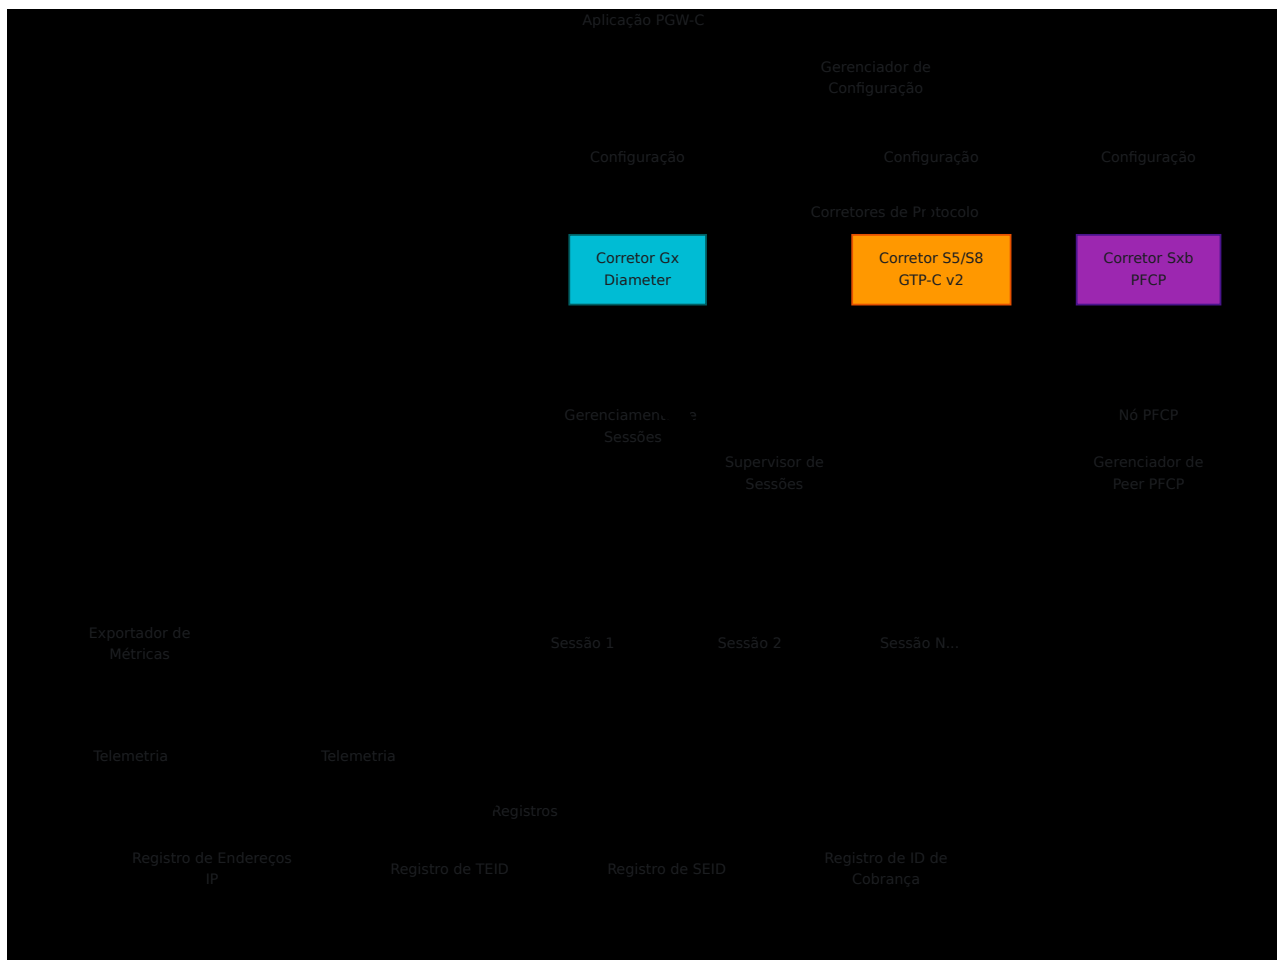 Aplicação PGW-C
Gerenciador de
Configuração
Configuração
Configuração
Configuração
Corretores de Protocolo
Corretor Gx
Diameter
Corretor S5/S8
GTP-C v2
Corretor Sxb
PFCP
Sessões
Nó PFCP
Supervisor de
Sessões
Gerenciador de
Peer PFCP
Exportador de
Métricas
Sessão 1
Sessão 2
Sessão N...
Telemetria
Telemetria
Registros
Registro de Endereços
IP
Registro de TEID
Registro de SEID
Registro de ID de
Cobrança